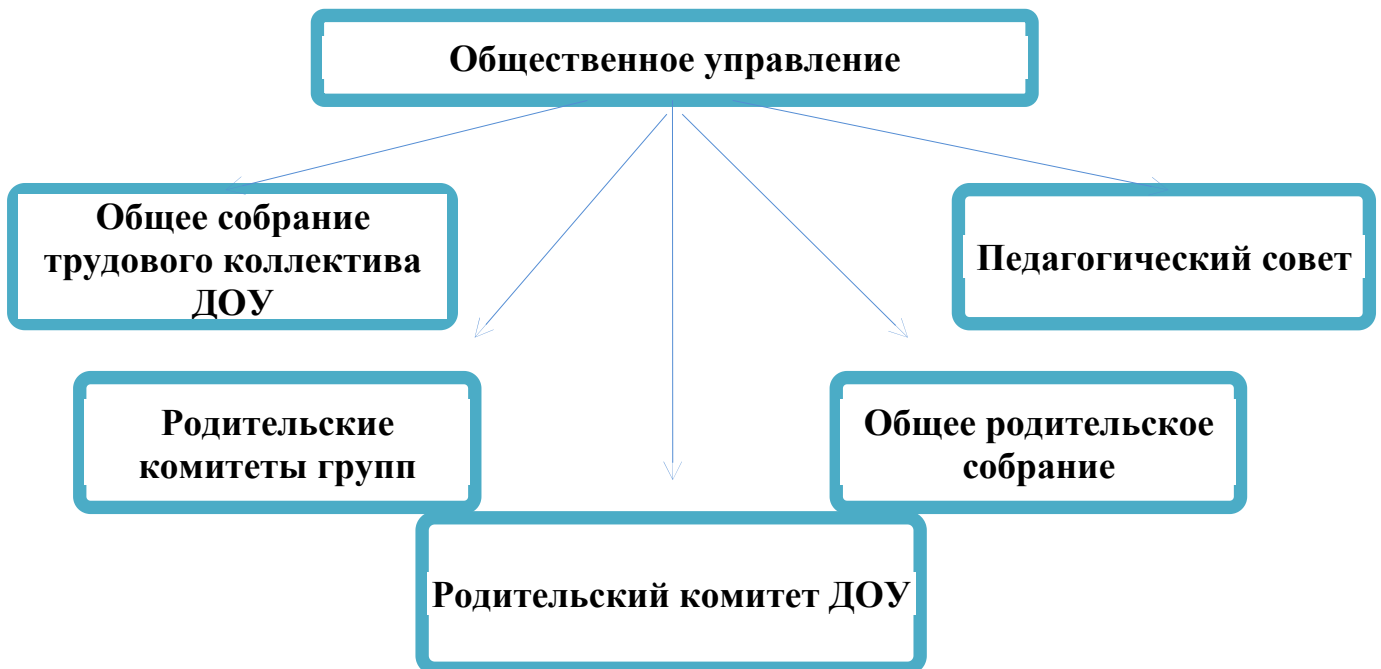 Общественное управление
Общее собрание
трудового коллектива
ДОУ
Педагогический совет
Родительские
комитеты групп
Общее родительское
собрание
Родительский комитет ДОУ